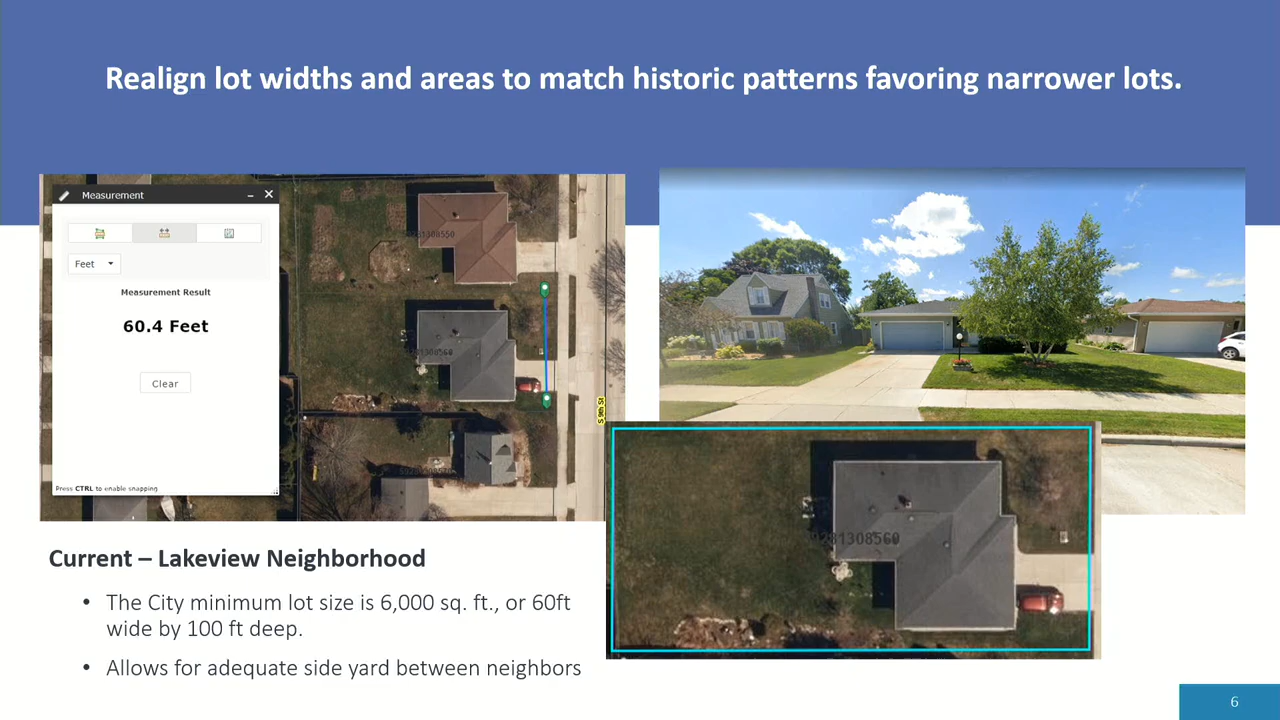 Realign lot widths and areas to match historic patterns favoring narrower lots.
Measurement
Feet
Measurement Result
60.4 Feet
Clear
Press CTRL to enable snapping
S 9th St
Current – Lakeview Neighborhood
• The City minimum lot size is 6,000 sq. ft., or 60ft
wide by 100 ft deep.
• Allows for adequate side yard between neighbors
6